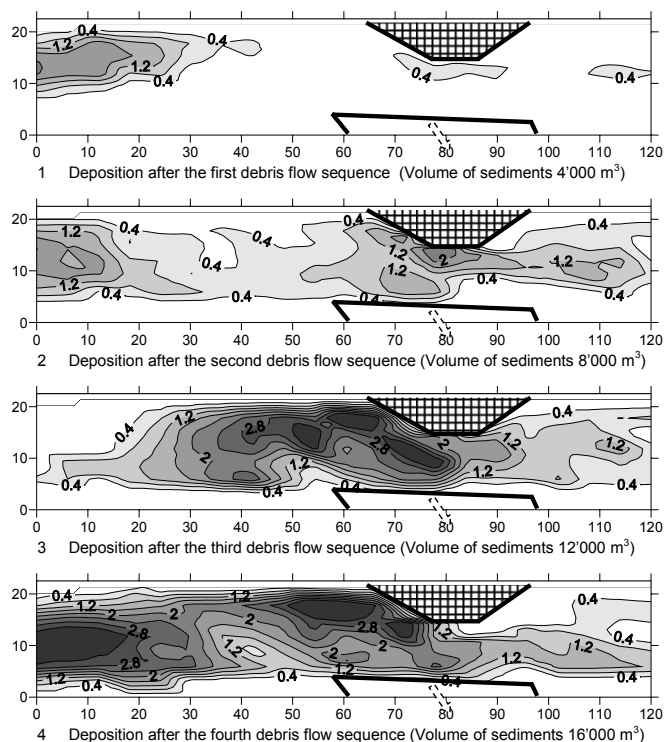 0.4
20
1.2
10
1.2
0.4
0.4
0.4
0
0 10 20 30 40 50 60 70 80 90 100 110 120
1 Deposition after the first debris flow sequence (Volume of sediments 4'000 m³)
20
0.4 0.4
1.2 0.4 1.2 2
10
0.4 1.2 1.2
1.2 0.4
0.4 0.4 0.4 0.4
0
0 10 20 30 40 50 60 70 80 90 100 110 120
2 Deposition after the second debris flow sequence (Volume of sediments 8'000 m³)
20
1.2 0.4
0.4 2.8 2.8 2 1.2 1.2
10
2 1.2 1.2
0.4 0.4 0.4 0.4
0
0 10 20 30 40 50 60 70 80 90 100 110 120
3 Deposition after the third debris flow sequence (Volume of sediments 12'000 m³)
0.4
20
1.2 2 2 0.4
2.8 2 2.8 1.2
10
1.2 1.2
2.8 2 2 2 1.2
1.2 2 1.2 0.4
0.4 0.4 0.4
0
0 10 20 30 40 50 60 70 80 90 100 110 120
4 Deposition after the fourth debris flow sequence (Volume of sediments 16'000 m³)